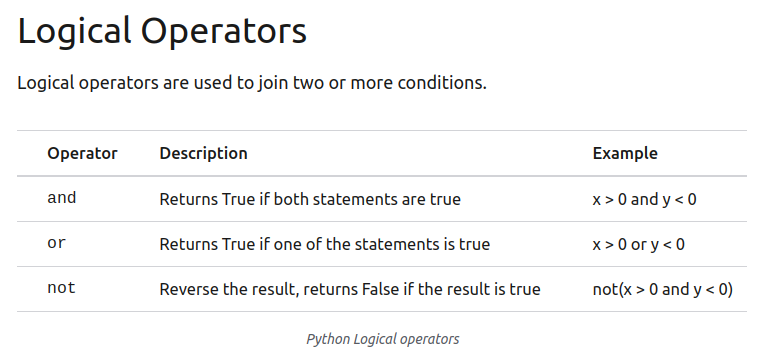 Logical Operators
Logical operators are used to join two or more conditions.
Operator Description Example
and Returns True if both statements are true x > 0 and y < 0
or Returns True if one of the statements is true x > 0 or y < 0
not Reverse the result, returns False if the result is true not(x > 0 and y < 0)
Python Logical operators